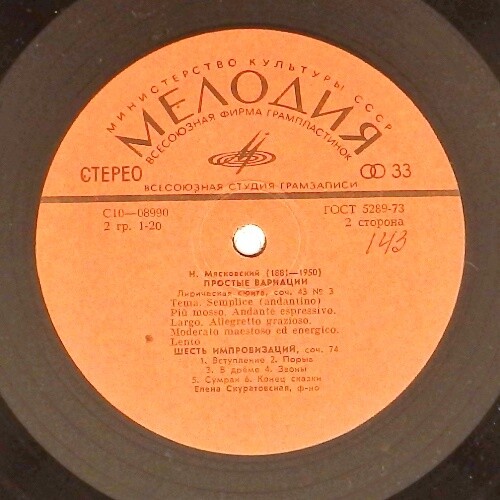 МИНИСТЕРСТВО КУЛЬТУРЫ СССР
МЕЛОДИЯ
ВСЕСОЮЗНАЯ ФИРМА ГРАМПЛАСТИНОК
СТЕРЕО
33
ВСЕСОЮЗНАЯ СТУДИЯ ГРАМЗАПИСИ
С10—08990
ГОСТ 5289-73
2 гр. 1-20
2 сторона
143
Н. Мясковский (1881—1950)
ПРОСТЫЕ ВАРИАЦИИ
Лирическая сюита, соч. 43 № 3
Тема. Semplice (andantino)
Più mosso. Andante espressivo.
Largo. Allegretto grazioso.
Moderato maestoso ed energico.
Lento
ШЕСТЬ ИМПРОВИЗАЦИЙ, соч. 74
1. Вступление 2. Порыв
3. В дрёме 4. Звоны
5. Сумрак 6. Конец сказки
Елена Скуратовская, ф-но